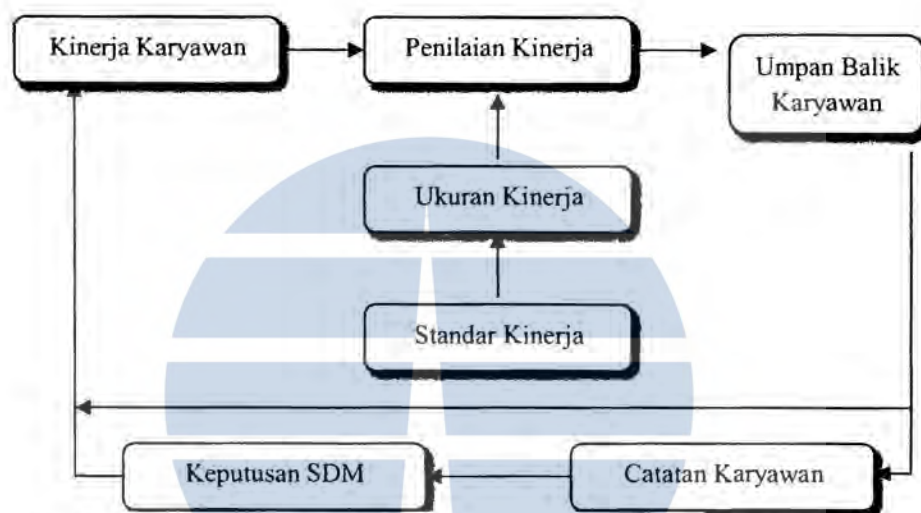 Kinerja Karyawan
Penilaian Kinerja
Umpan Balik
Karyawan
Ukuran Kinerja
Standar Kinerja
Keputusan SDM
Catatan Karyawan